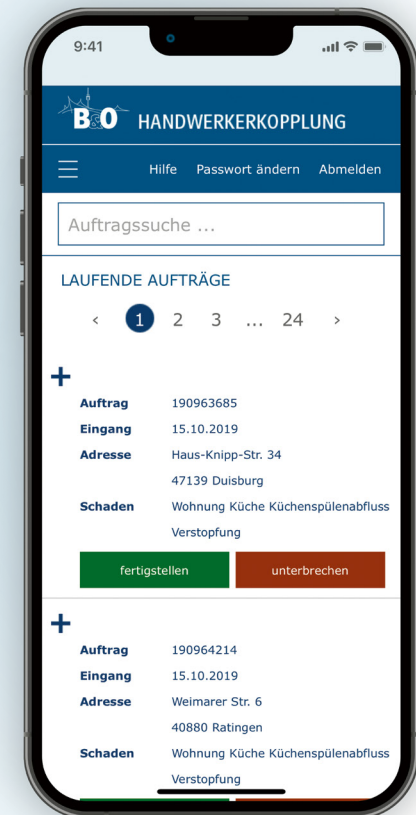 9:41
B&O HANDWERKERKOPPLUNG
Hilfe Passwort ändern Abmelden
Auftragssuche ...
LAUFENDE AUFTRÄGE
‹ 1 2 3 ... 24 ›
+
Auftrag 190963685
Eingang 15.10.2019
Adresse Haus-Knipp-Str. 34
47139 Duisburg
Schaden Wohnung Küche Küchenspülenabfluss
Verstopfung
fertigstellen unterbrechen
+
Auftrag 190964214
Eingang 15.10.2019
Adresse Weimarer Str. 6
40880 Ratingen
Schaden Wohnung Küche Küchenspülenabfluss
Verstopfung